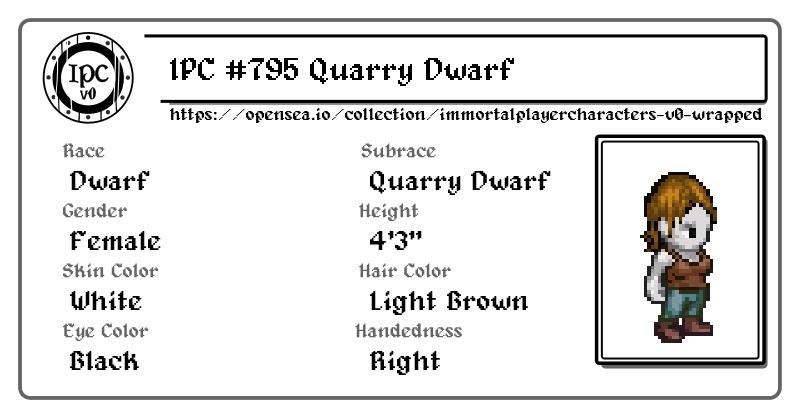 IPC
v0
IPC #795 Quarry Dwarf
https://opensea.io/collection/immortalplayercharacters-v0-wrapped
Race
Dwarf
Subrace
Quarry Dwarf
Gender
Female
Height
4'3"
Skin Color
White
Hair Color
Light Brown
Eye Color
Black
Handedness
Right